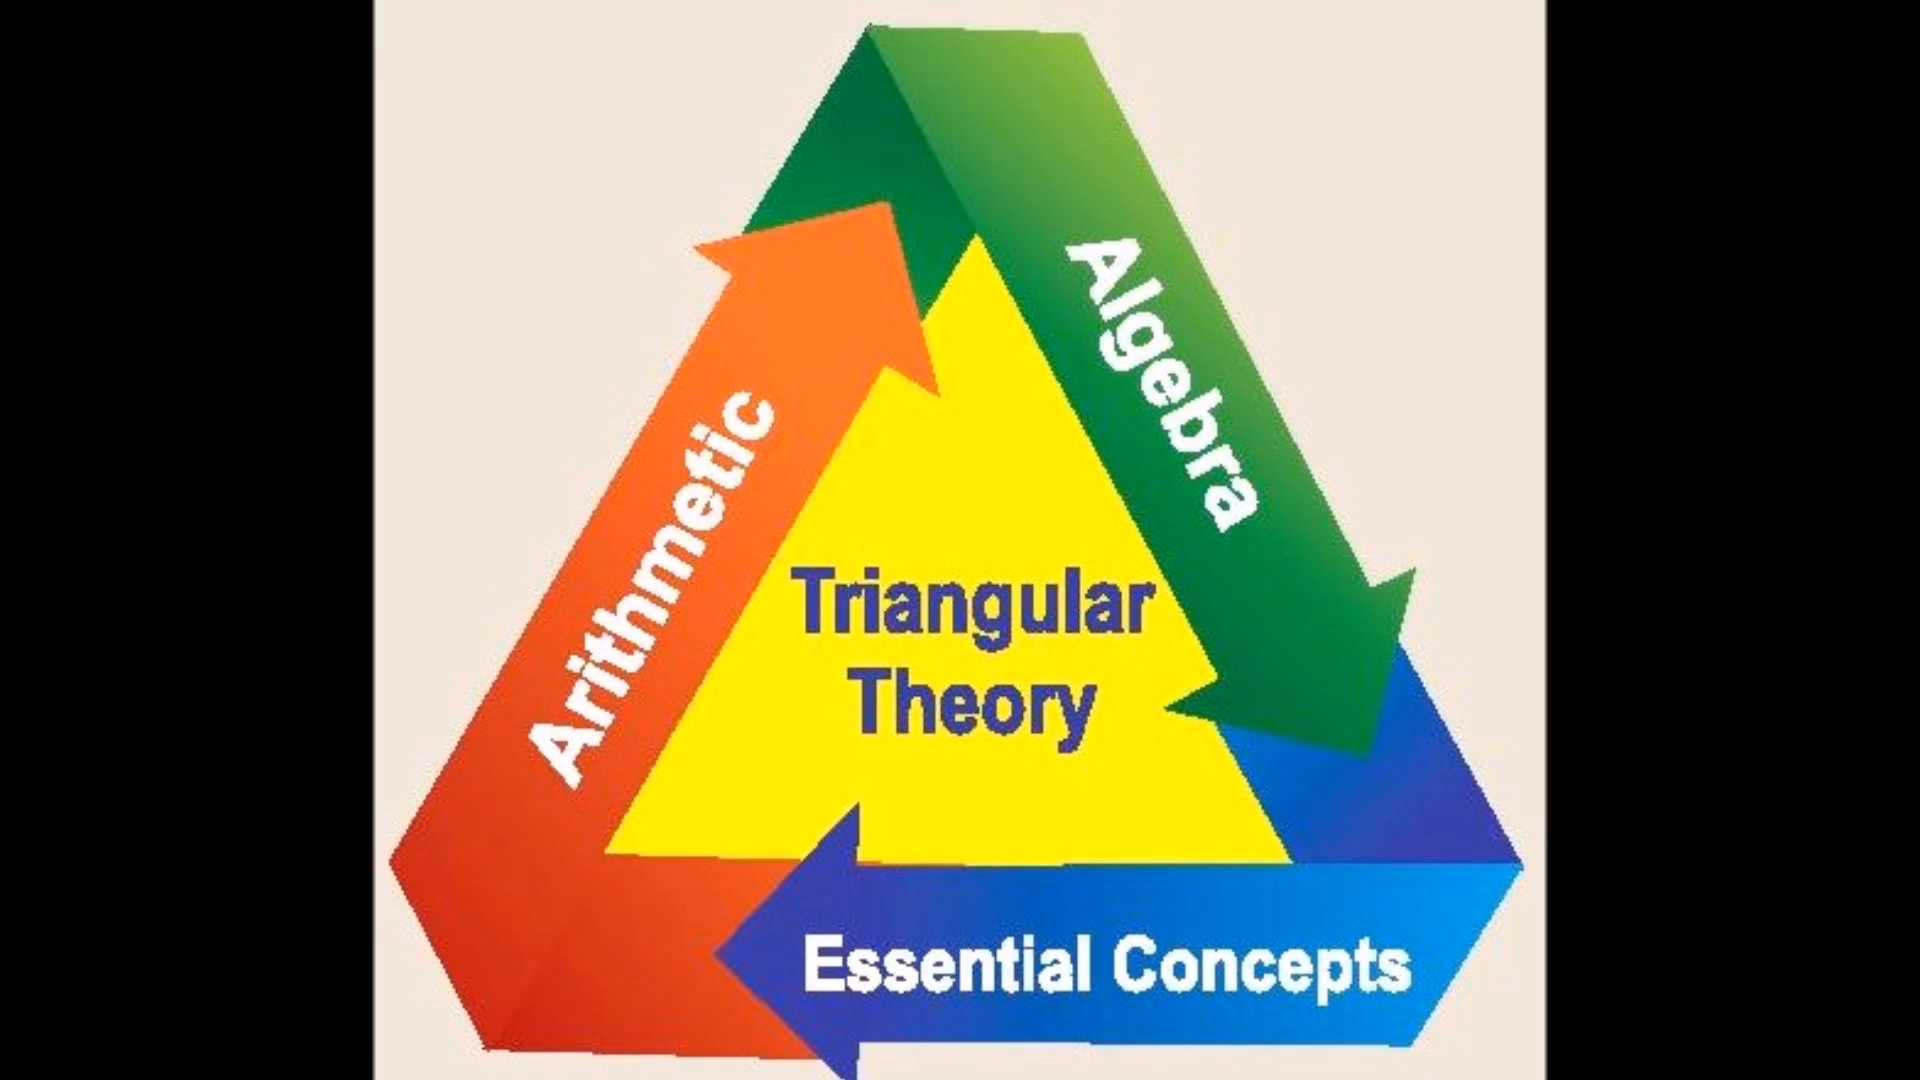 Algebra
Arithmetic
Triangular
Theory
Essential Concepts